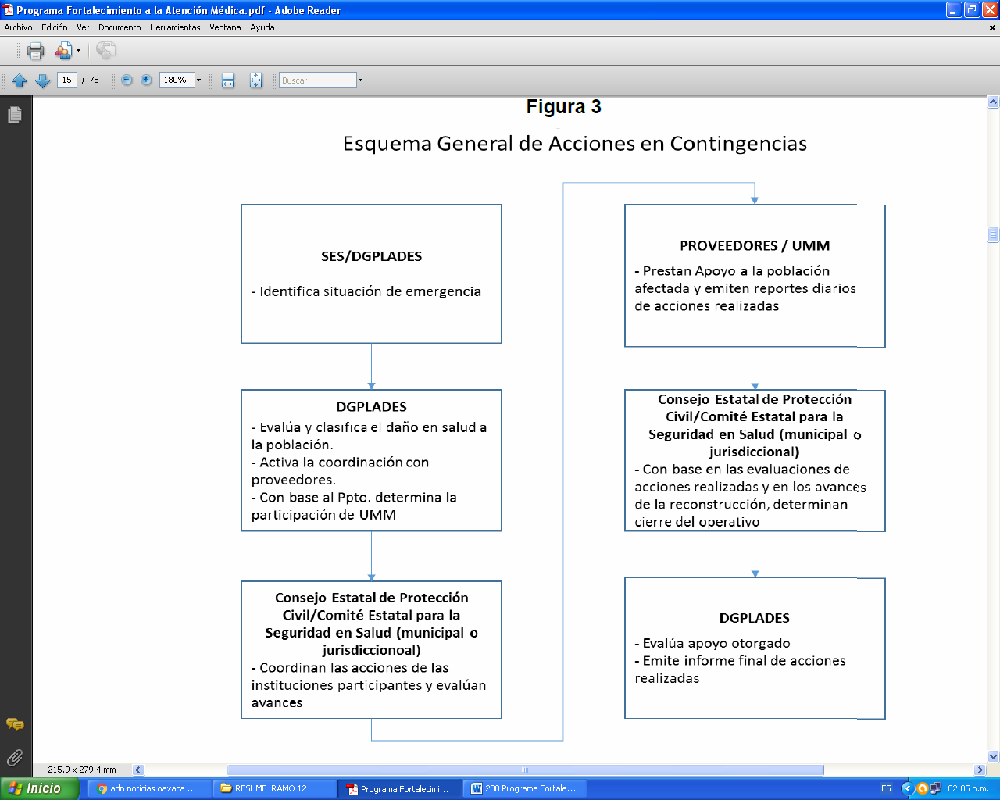 Programa Fortalecimiento a la Atención Médica.pdf - Adobe Reader
Archivo Edición Ver Documento Herramientas Ventana Ayuda
15 / 75 180% Buscar
Figura 3
Esquema General de Acciones en Contingencias
SES/DGPLADES
- Identifica situación de emergencia
DGPLADES
- Evalúa y clasifica el daño en salud a
la población.
- Activa la coordinación con
proveedores.
- Con base al Ppto. determina la
participación de UMM
Consejo Estatal de Protección
Civil/Comité Estatal para la
Seguridad en Salud (municipal o
jurisdiccionoal)
- Coordinan las acciones de las
instituciones participantes y evalúan
avances
PROVEEDORES / UMM
- Prestan Apoyo a la población
afectada y emiten reportes diarios
de acciones realizadas
Consejo Estatal de Protección
Civil/Comité Estatal para la
Seguridad en Salud (municipal o
jurisdiccional)
- Con base en las evaluaciones de
acciones realizadas y en los avances
de la reconstrucción, determinan
cierre del operativo
DGPLADES
- Evalúa apoyo otorgado
- Emite informe final de acciones
realizadas
215.9 x 279.4 mm
Inicio adn noticias oaxaca ... RESUME RAMO 12 Programa Fortalecimi... 200 Programa Fortale... ES 02:05 p.m.